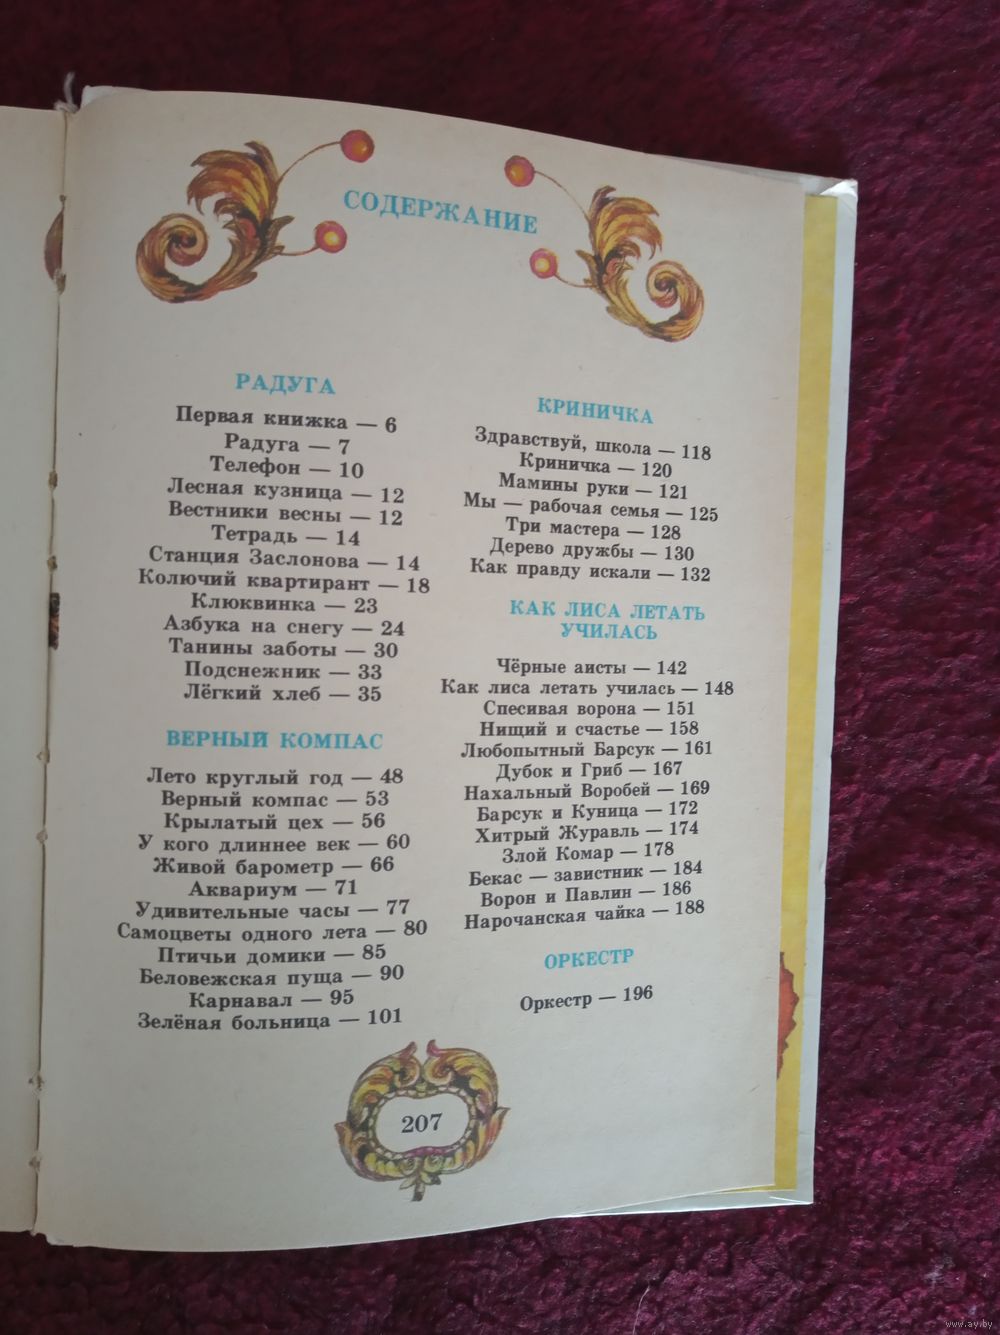 СОДЕРЖАНИЕ
РАДУГА
Первая книжка — 6
Радуга — 7
Телефон — 10
Лесная кузница — 12
Вестники весны — 12
Тетрадь — 14
Станция Заслонова — 14
Колючий квартирант — 18
Клюквинка — 23
Азбука на снегу — 24
Танины заботы — 30
Подснежник — 33
Лёгкий хлеб — 35
ВЕРНЫЙ КОМПАС
Лето круглый год — 48
Верный компас — 53
Крылатый цех — 56
У кого длиннее век — 60
Живой барометр — 66
Аквариум — 71
Удивительные часы — 77
Самоцветы одного лета — 80
Птичьи домики — 85
Беловежская пуща — 90
Карнавал — 95
Зелёная больница — 101
КРИНИЧКА
Здравствуй, школа — 118
Криничка — 120
Мамины руки — 121
Мы — рабочая семья — 125
Три мастера — 128
Дерево дружбы — 130
Как правду искали — 132
КАК ЛИСА ЛЕТАТЬ
УЧИЛАСЬ
Чёрные аисты — 142
Как лиса летать училась — 148
Спесивая ворона — 151
Нищий и счастье — 158
Любопытный Барсук — 161
Дубок и Гриб — 167
Нахальный Воробей — 169
Барсук и Куница — 172
Хитрый Журавль — 174
Злой Комар — 178
Бекас — завистник — 184
Ворон и Павлин — 186
Нарочанская чайка — 188
ОРКЕСТР
Оркестр — 196
207
www.ay.by